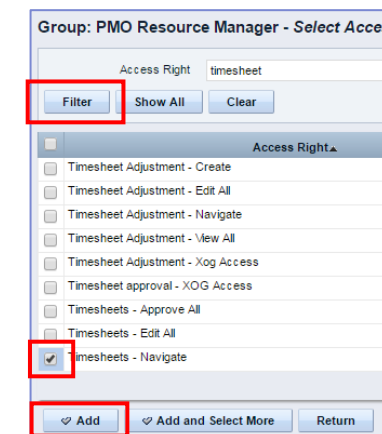 Group: PMO Resource Manager - Select Acce
Access Right timesheet
Filter Show All Clear
Access Right▲
Timesheet Adjustment - Create
Timesheet Adjustment - Edit All
Timesheet Adjustment - Navigate
Timesheet Adjustment - View All
Timesheet Adjustment - Xog Access
Timesheet approval - XOG Access
Timesheets - Approve All
Timesheets - Edit All
Timesheets - Navigate
Add Add and Select More Return